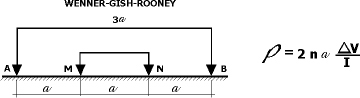 WENNER-GISH-ROONEY
3a
A M N B
a a a
ρ = 2 n a ΔV/I